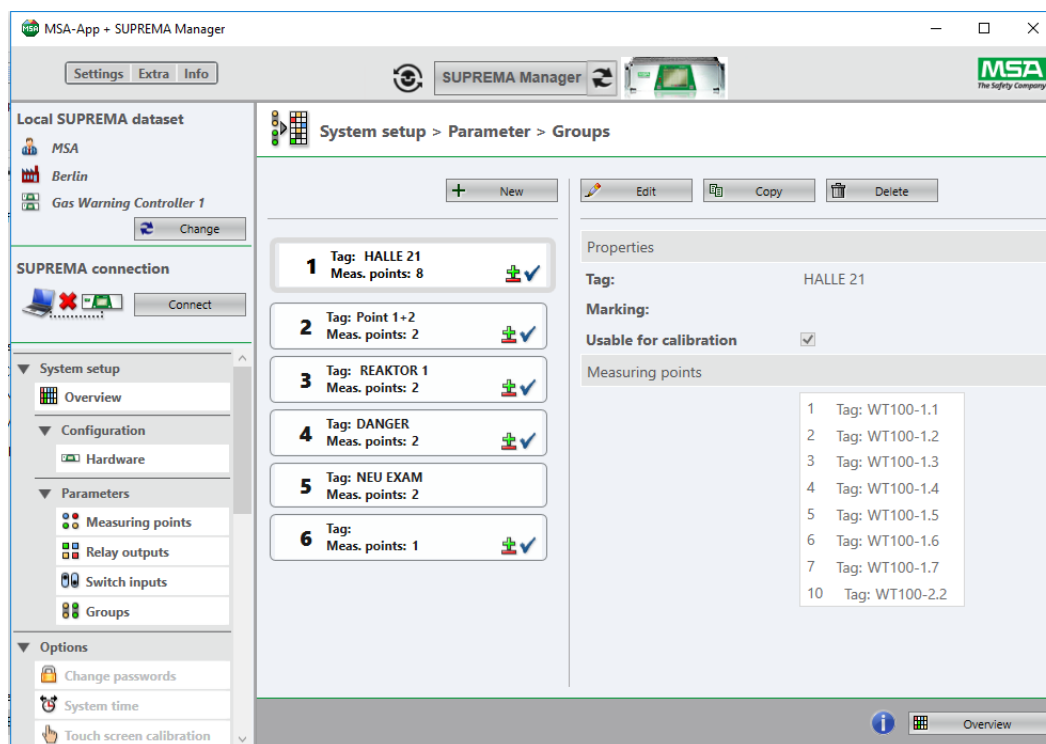 MSA-App + SUPREMA Manager
Settings Extra Info
SUPREMA Manager
MSA
The Safety Company
Local SUPREMA dataset
MSA
Berlin
Gas Warning Controller 1
Change
SUPREMA connection
Connect
System setup
Overview
Configuration
Hardware
Parameters
Measuring points
Relay outputs
Switch inputs
Groups
Options
Change passwords
System time
Touch screen calibration
System setup > Parameter > Groups
New
1
Tag: HALLE 21
Meas. points: 8
2
Tag: Point 1+2
Meas. points: 2
3
Tag: REAKTOR 1
Meas. points: 2
4
Tag: DANGER
Meas. points: 2
5
Tag: NEU EXAM
Meas. points: 2
6
Tag:
Meas. points: 1
Edit Copy Delete
Properties
Tag: HALLE 21
Marking:
Usable for calibration
Measuring points
1 Tag: WT100-1.1
2 Tag: WT100-1.2
3 Tag: WT100-1.3
4 Tag: WT100-1.4
5 Tag: WT100-1.5
6 Tag: WT100-1.6
7 Tag: WT100-1.7
10 Tag: WT100-2.2
Overview